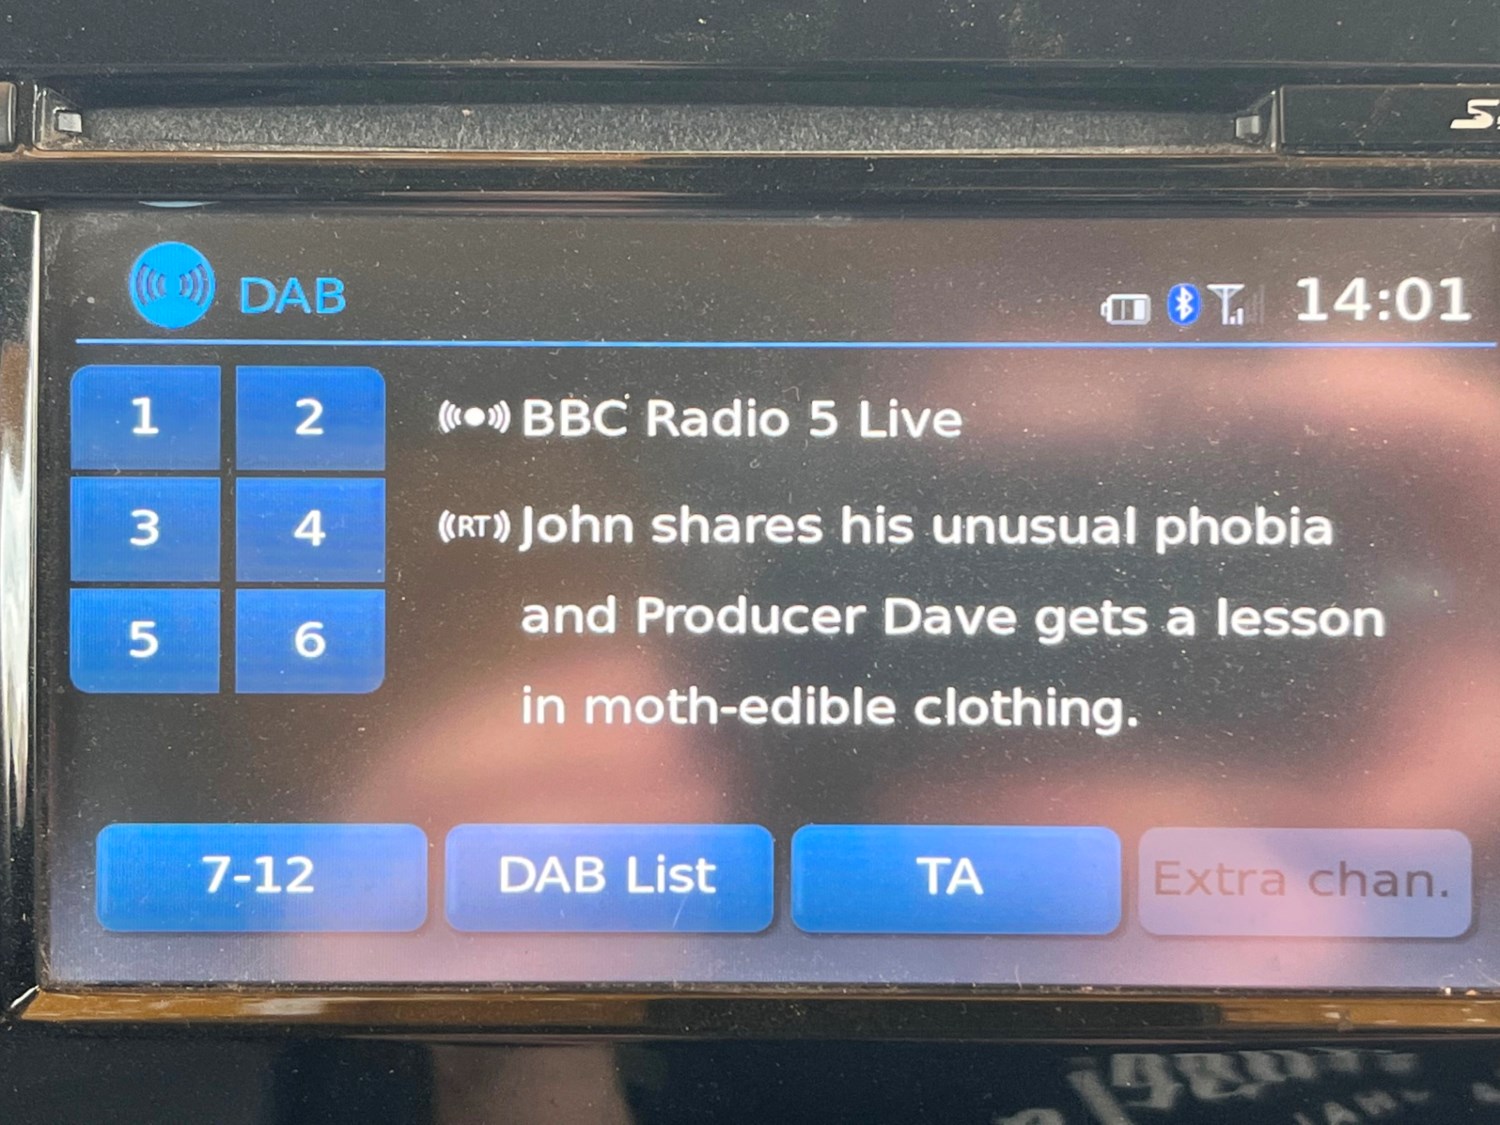 DAB
14:01
1 2
3 4
5 6
BBC Radio 5 Live
RT John shares his unusual phobia
and Producer Dave gets a lesson
in moth-edible clothing.
7-12 DAB List TA Extra chan.